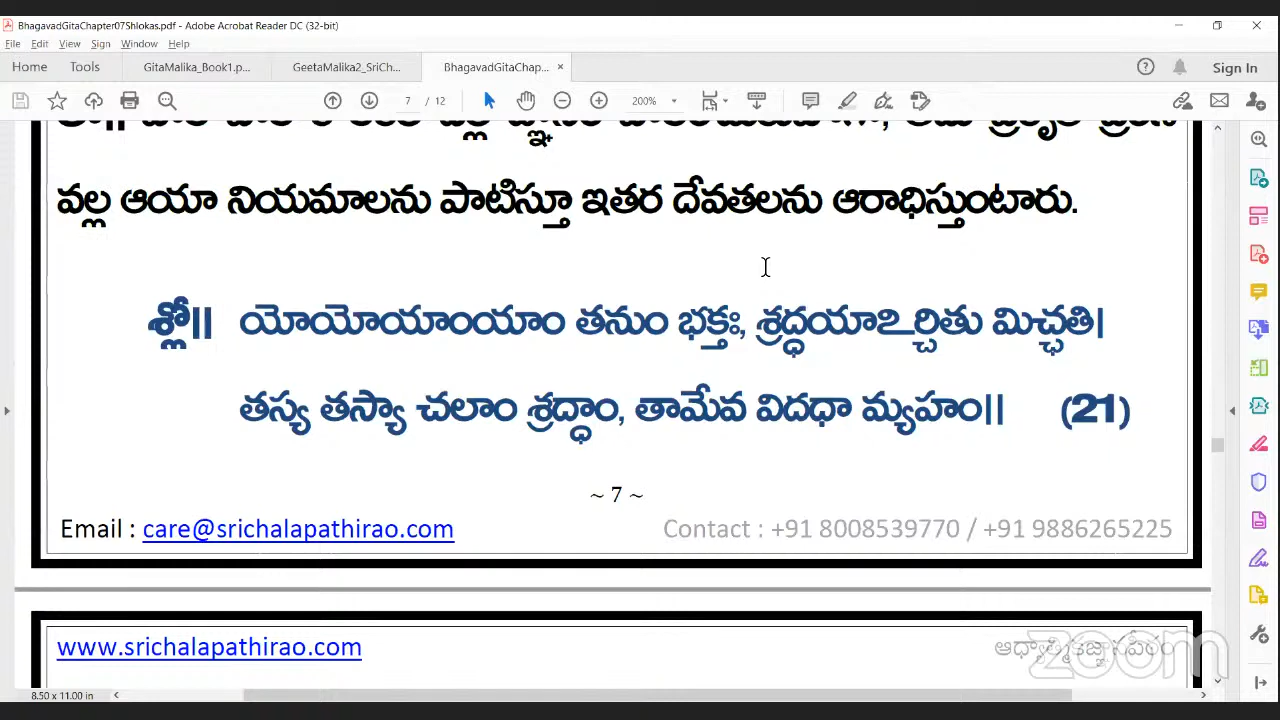 BhagavadGitaChapter07Shlokas.pdf - Adobe Acrobat Reader DC (32-bit)
File Edit View Sign Window Help
Home Tools GitaMalika_Book1.p... GeetaMalika2_SriCh... BhagavadGitaChap... × Sign In
7 / 12 200%
వల్ల ఆయా నియమాలను పాటిస్తూ ఇతర దేవతలను ఆరాధిస్తుంటారు.
శ్లో॥ యోయోయాంయాం తనుం భక్తః, శ్రద్ధయాఽర్చితు మిచ్ఛతి।
తస్య తస్యా చలాం శ్రద్ధాం, తామేవ విదధా మ్యహం॥ (21)
~ 7 ~
Email : care@srichalapathirao.com Contact : +91 8008539770 / +91 9886265225
www.srichalapathirao.com
zoom
8.50 x 11.00 in